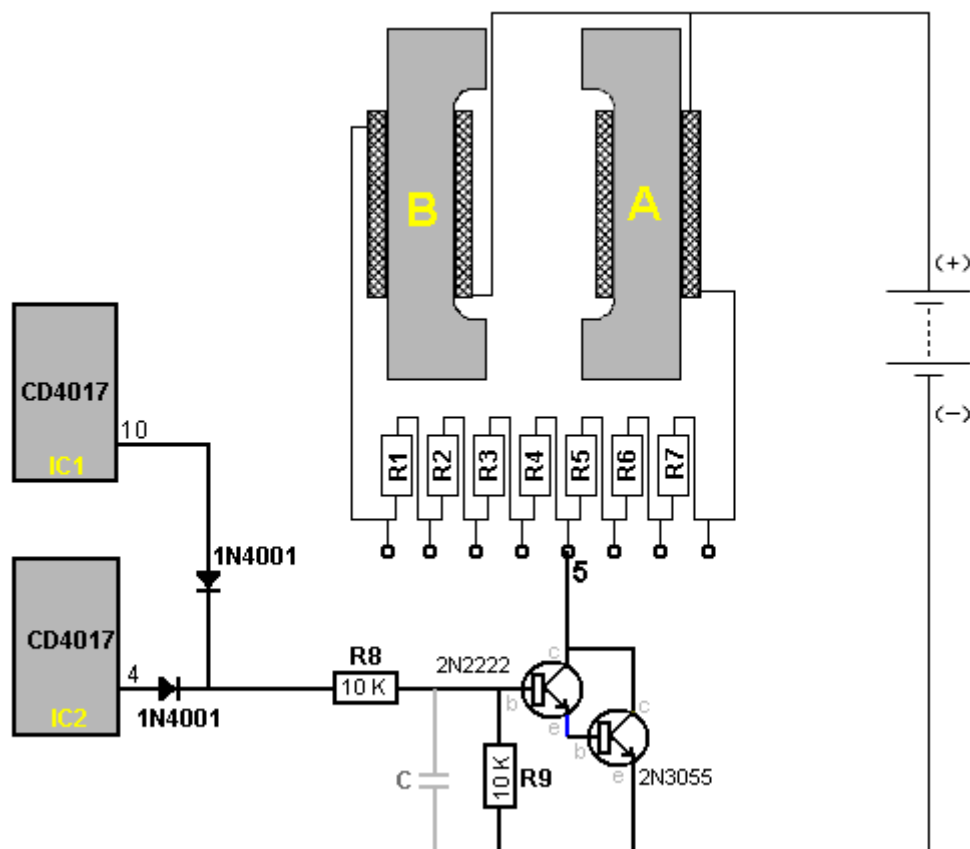 B
A
(+)
(-)
CD4017
IC1
10
1N4001
R1
R2
R3
R4
R5
R6
R7
5
CD4017
IC2
4
1N4001
R8
10 K
2N2222
c
b
e
C
10 K
R9
c
b
e
2N3055